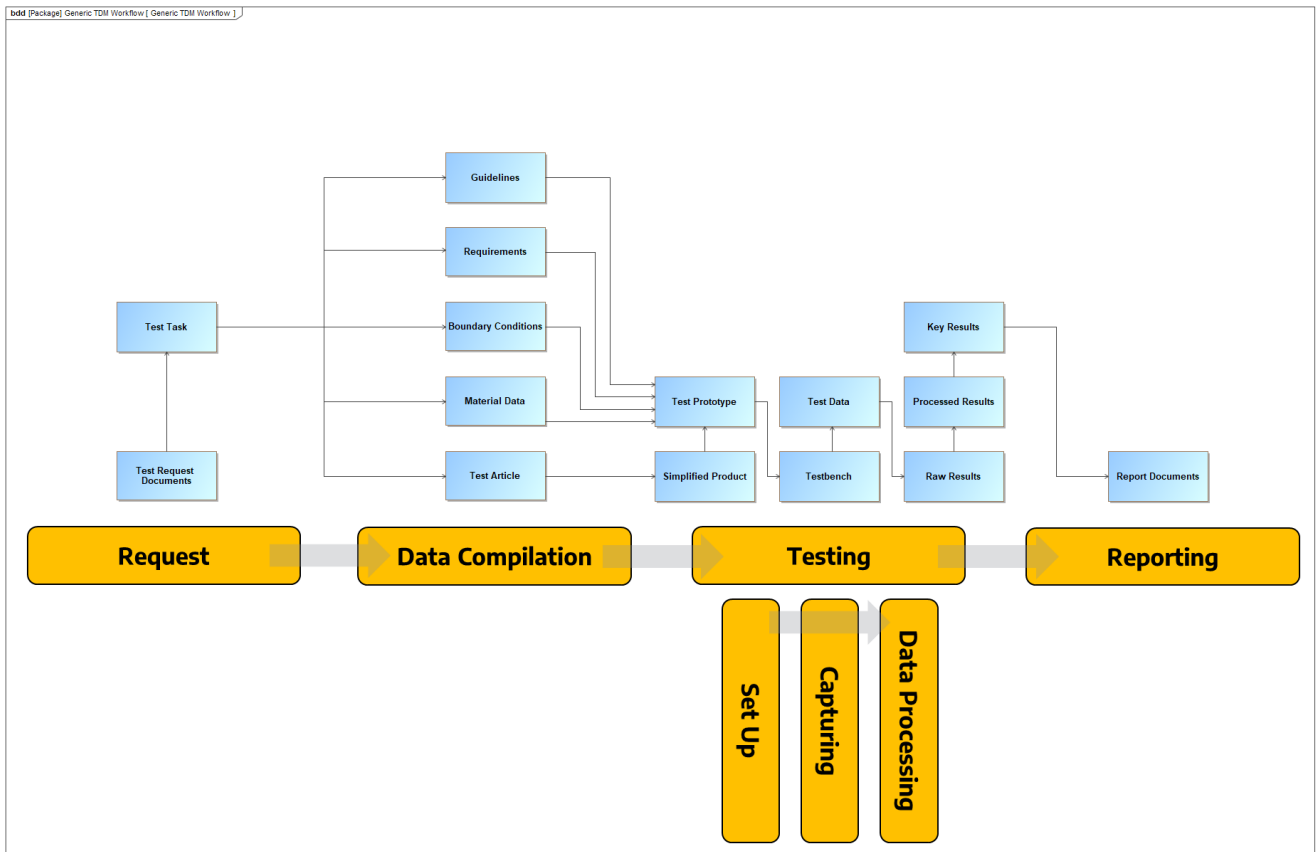 bdd [Package] Generic TDM Workflow [ Generic TDM Workflow ]
Guidelines
Requirements
Test Task
Boundary Conditions
Key Results
Material Data
Test Prototype
Test Data
Processed Results
Test Request
Documents
Test Article
Simplified Product
Testbench
Raw Results
Report Documents
Request
Data Compilation
Testing
Reporting
Set Up
Capturing
Data Processing